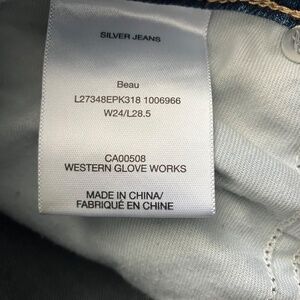 SILVER JEANS
Beau
L27348EPK318 1006966
W24/L28.5
CA00508
WESTERN GLOVE WORKS
MADE IN CHINA/
FABRIQUÉ EN CHINE